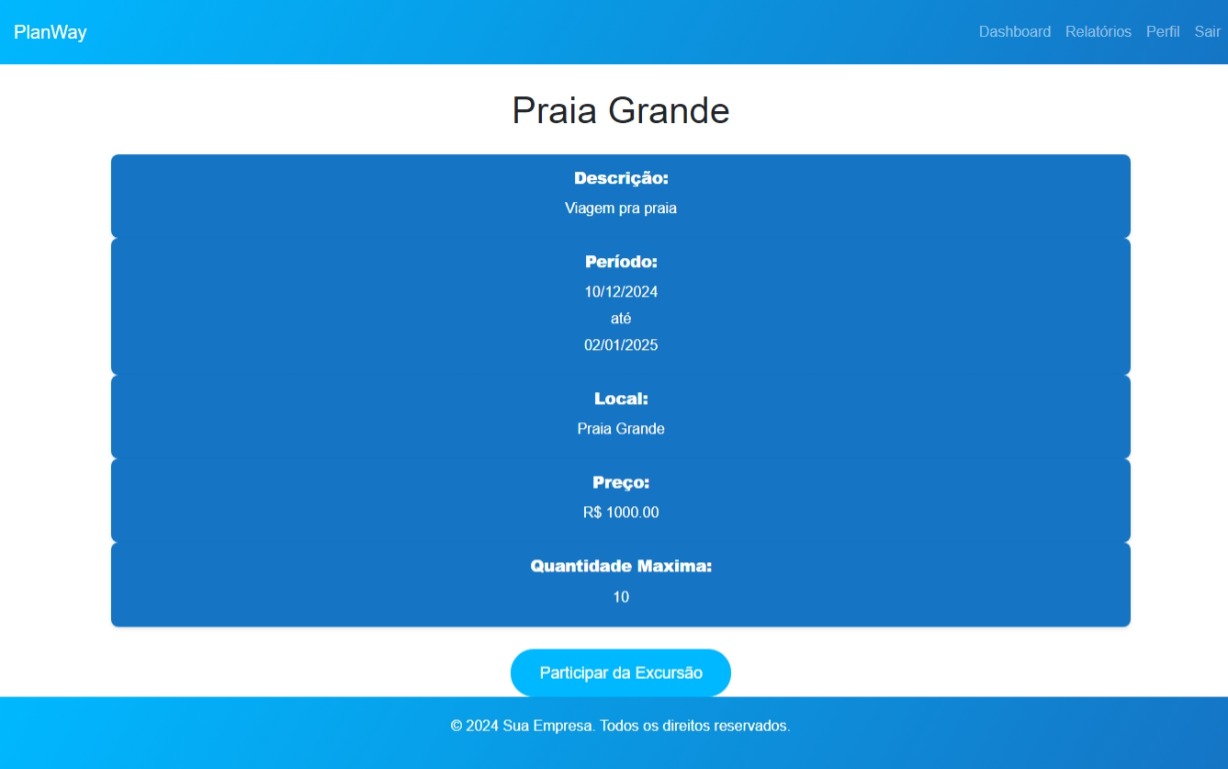 PlanWay
Dashboard Relatórios Perfil Sair
Praia Grande
Descrição:
Viagem pra praia
Período:
10/12/2024
até
02/01/2025
Local:
Praia Grande
Preço:
R$ 1000.00
Quantidade Maxima:
10
Participar da Excursão
© 2024 Sua Empresa. Todos os direitos reservados.